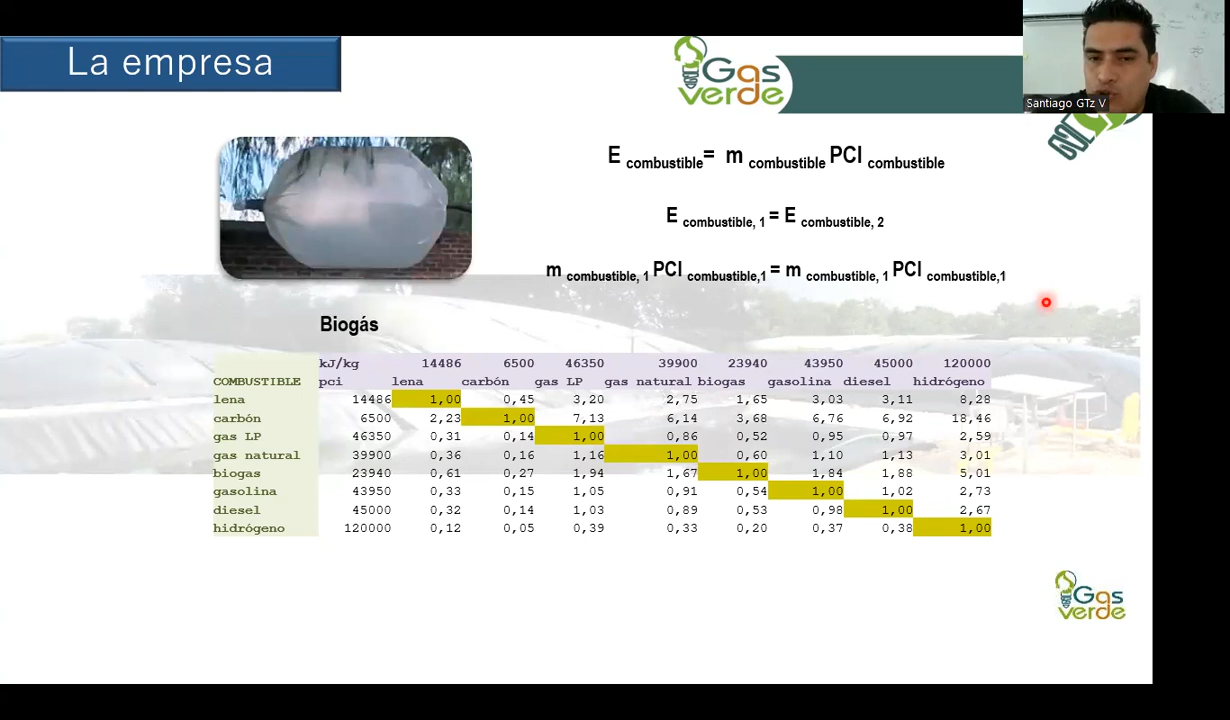 La empresa
Gas
verde
Santiago GTz V
E combustible= m combustible PCI combustible
E combustible, 1 = E combustible, 2
m combustible, 1 PCI combustible,1 = m combustible, 1 PCI combustible,1
Biogás
kJ/kg 14486 6500 46350 39900 23940 43950 45000 120000
COMBUSTIBLE pci lena carbón gas LP gas natural biogas gasolina diesel hidrógeno
lena 14486 1,00 0,45 3,20 2,75 1,65 3,03 3,11 8,28
carbón 6500 2,23 1,00 7,13 6,14 3,68 6,76 6,92 18,46
gas LP 46350 0,31 0,14 1,00 0,86 0,52 0,95 0,97 2,59
gas natural 39900 0,36 0,16 1,16 1,00 0,60 1,10 1,13 3,01
biogas 23940 0,61 0,27 1,94 1,67 1,00 1,84 1,88 5,01
gasolina 43950 0,33 0,15 1,05 0,91 0,54 1,00 1,02 2,73
diesel 45000 0,32 0,14 1,03 0,89 0,53 0,98 1,00 2,67
hidrógeno 120000 0,12 0,05 0,39 0,33 0,20 0,37 0,38 1,00
Gas
verde